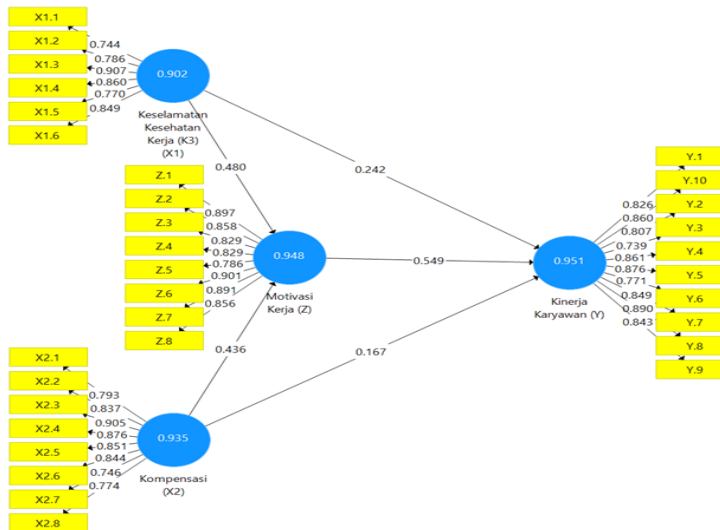 X1.1
X1.2
X1.3
X1.4
X1.5
X1.6
0.744
0.786
0.907
0.860
0.770
0.849
0.902
Keselamatan
Kesehatan
Kerja (K3)
(X1)
0.480
0.242
Z.1
Z.2
Z.3
Z.4
Z.5
Z.6
Z.7
Z.8
0.897
0.858
0.829
0.829
0.786
0.901
0.891
0.856
0.948
Motivasi
Kerja (Z)
0.549
0.436
0.167
X2.1
X2.2
X2.3
X2.4
X2.5
X2.6
X2.7
X2.8
0.793
0.837
0.905
0.876
0.851
0.844
0.746
0.774
0.935
Kompensasi
(X2)
0.951
Kinerja
Karyawan (Y)
0.826
0.860
0.807
0.739
0.861
0.876
0.771
0.849
0.890
0.843
Y.1
Y.10
Y.2
Y.3
Y.4
Y.5
Y.6
Y.7
Y.8
Y.9